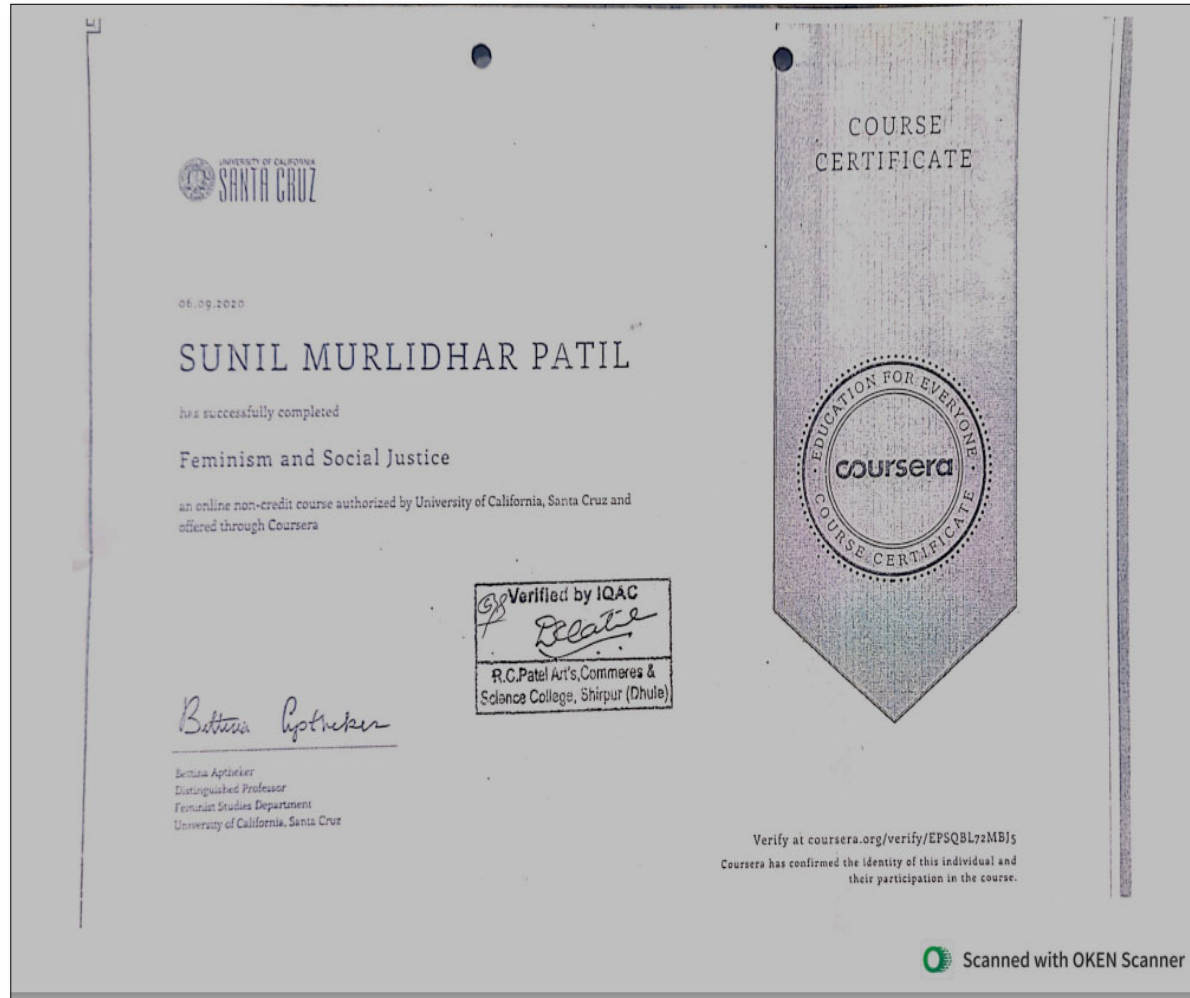 UNIVERSITY OF CALIFORNIA
SANTA CRUZ
06.09.2020
SUNIL MURLIDHAR PATIL
has successfully completed
Feminism and Social Justice
an online non-credit course authorized by University of California, Santa Cruz and
offered through Coursera
Verified by IQAC
R.C.Patel Art's,Commeres &
Science College, Shirpur (Dhule)
Bettina Aptheker
Bettina Aptheker
Distinguished Professor
Feminist Studies Department
University of California, Santa Cruz
COURSE
CERTIFICATE
EDUCATION FOR EVERYONE
coursera
COURSE CERTIFICATE
Verify at coursera.org/verify/EPSQBL72MBJ5
Coursera has confirmed the identity of this individual and
their participation in the course.
Scanned with OKEN Scanner